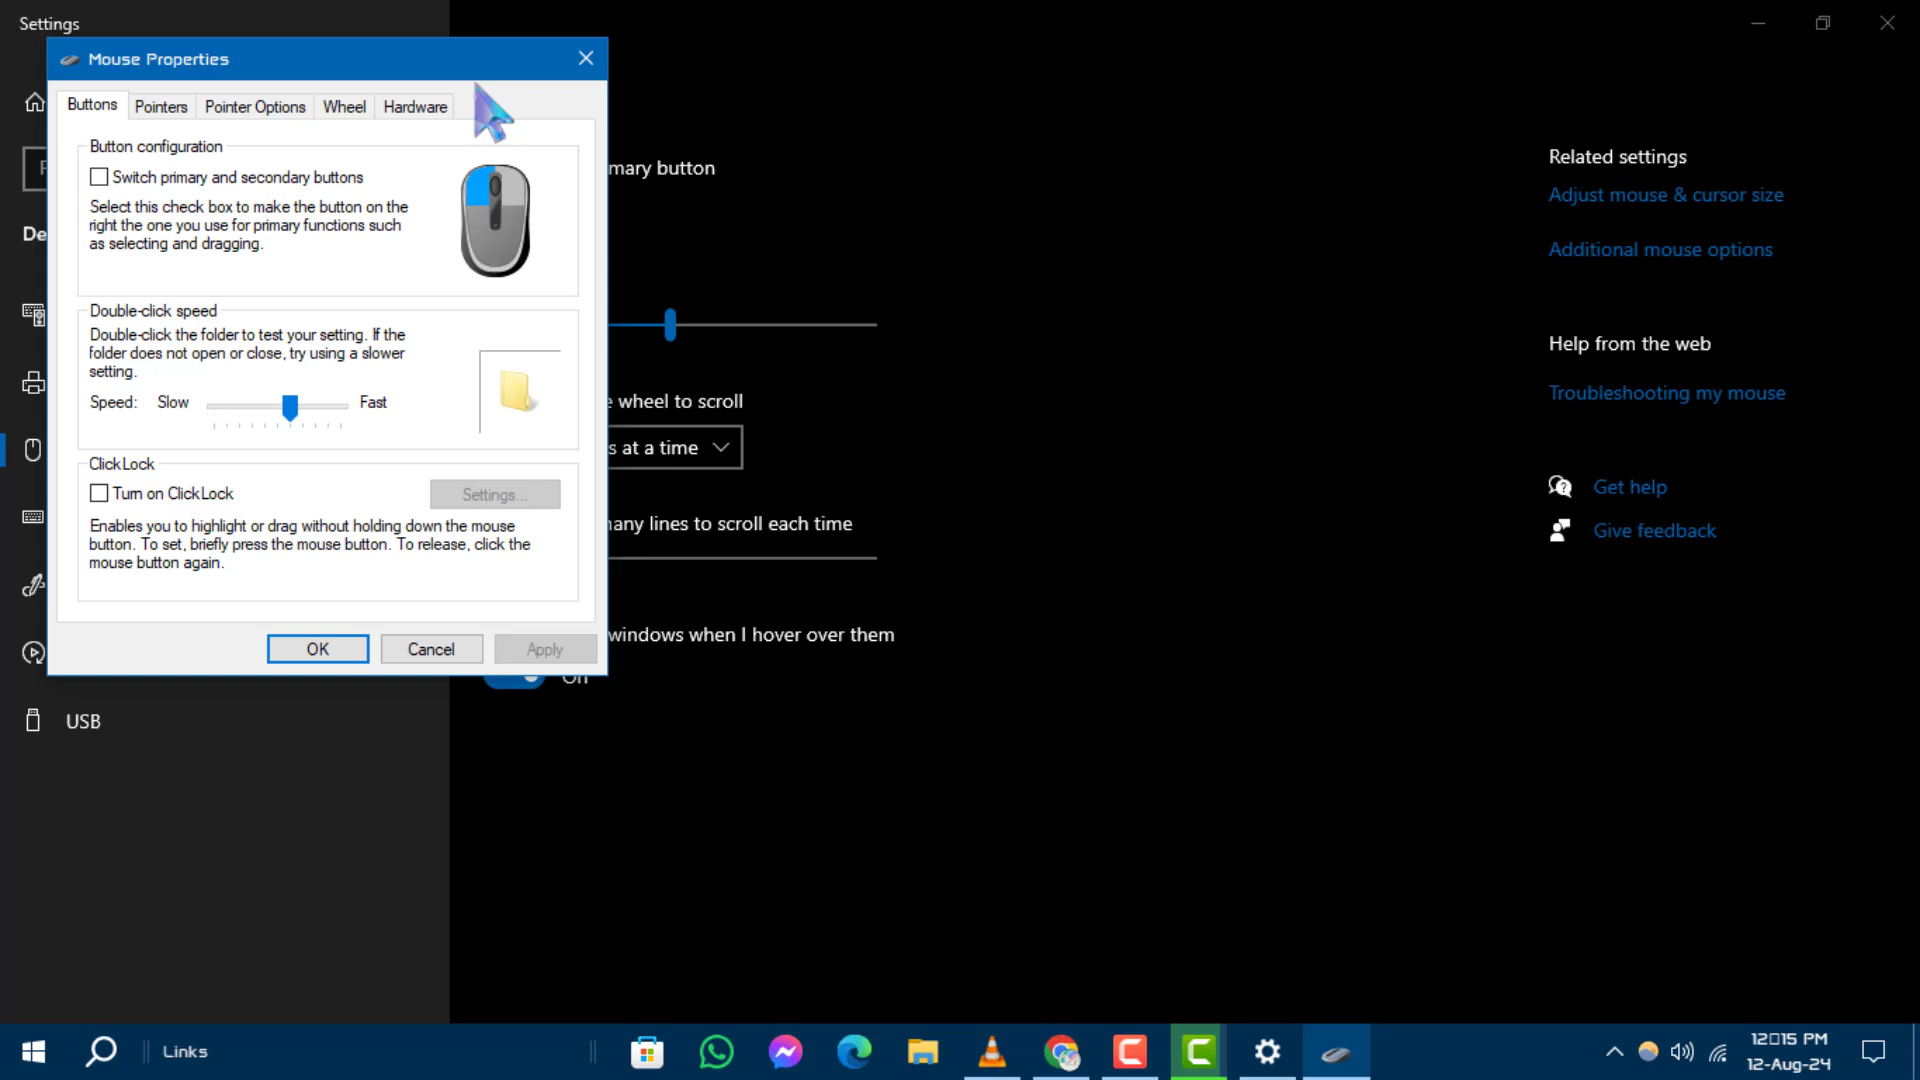 Settings
Mouse Properties
Buttons
Pointers
Pointer Options
Wheel
Hardware
Button configuration
Switch primary and secondary buttons
Select this check box to make the button on the
right the one you use for primary functions such
as selecting and dragging.
Double-click speed
Double-click the folder to test your setting. If the
folder does not open or close, try using a slower
setting.
Speed: Slow Fast
ClickLock
Turn on ClickLock
Settings...
Enables you to highlight or drag without holding down the mouse
button. To set, briefly press the mouse button. To release, click the
mouse button again.
OK
Cancel
Apply
De
mary button
wheel to scroll
s at a time
any lines to scroll each time
windows when I hover over them
On
USB
Related settings
Adjust mouse & cursor size
Additional mouse options
Help from the web
Troubleshooting my mouse
Get help
Give feedback
Links
12:15 PM
12-Aug-24